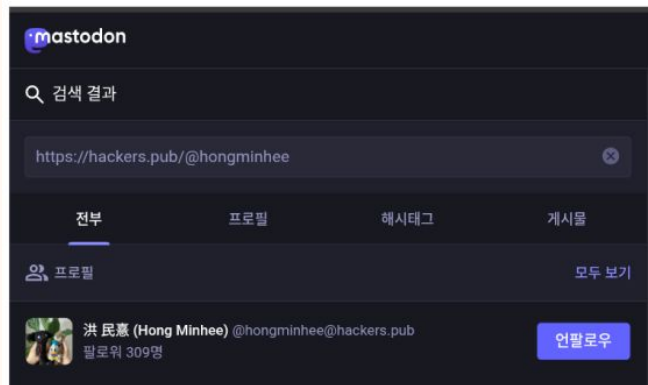 mastodon
검색 결과
https://hackers.pub/@hongminhee
전부 프로필 해시태그 게시물
프로필 모두 보기
洪 民憙 (Hong Minhee) @hongminhee@hackers.pub
팔로워 309명
언팔로우